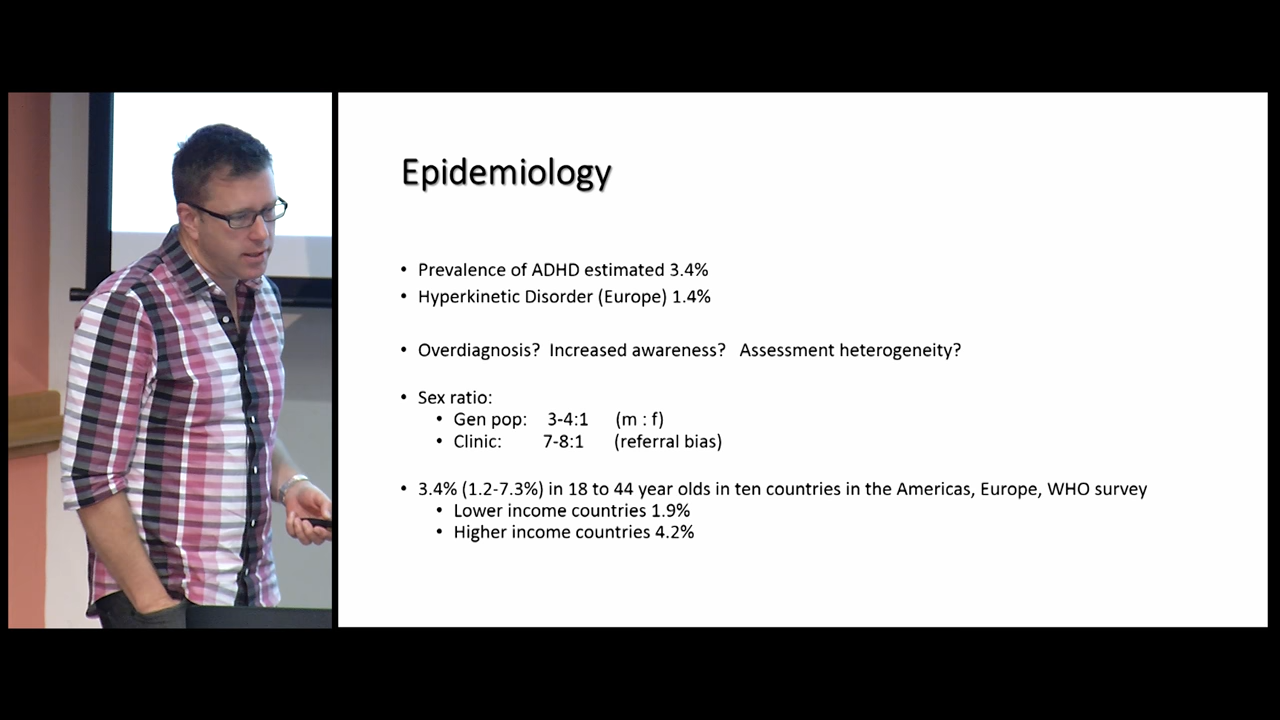 Epidemiology
• Prevalence of ADHD estimated 3.4%
• Hyperkinetic Disorder (Europe) 1.4%
• Overdiagnosis? Increased awareness? Assessment heterogeneity?
• Sex ratio:
• Gen pop: 3-4:1 (m : f)
• Clinic: 7-8:1 (referral bias)
• 3.4% (1.2-7.3%) in 18 to 44 year olds in ten countries in the Americas, Europe, WHO survey
• Lower income countries 1.9%
• Higher income countries 4.2%